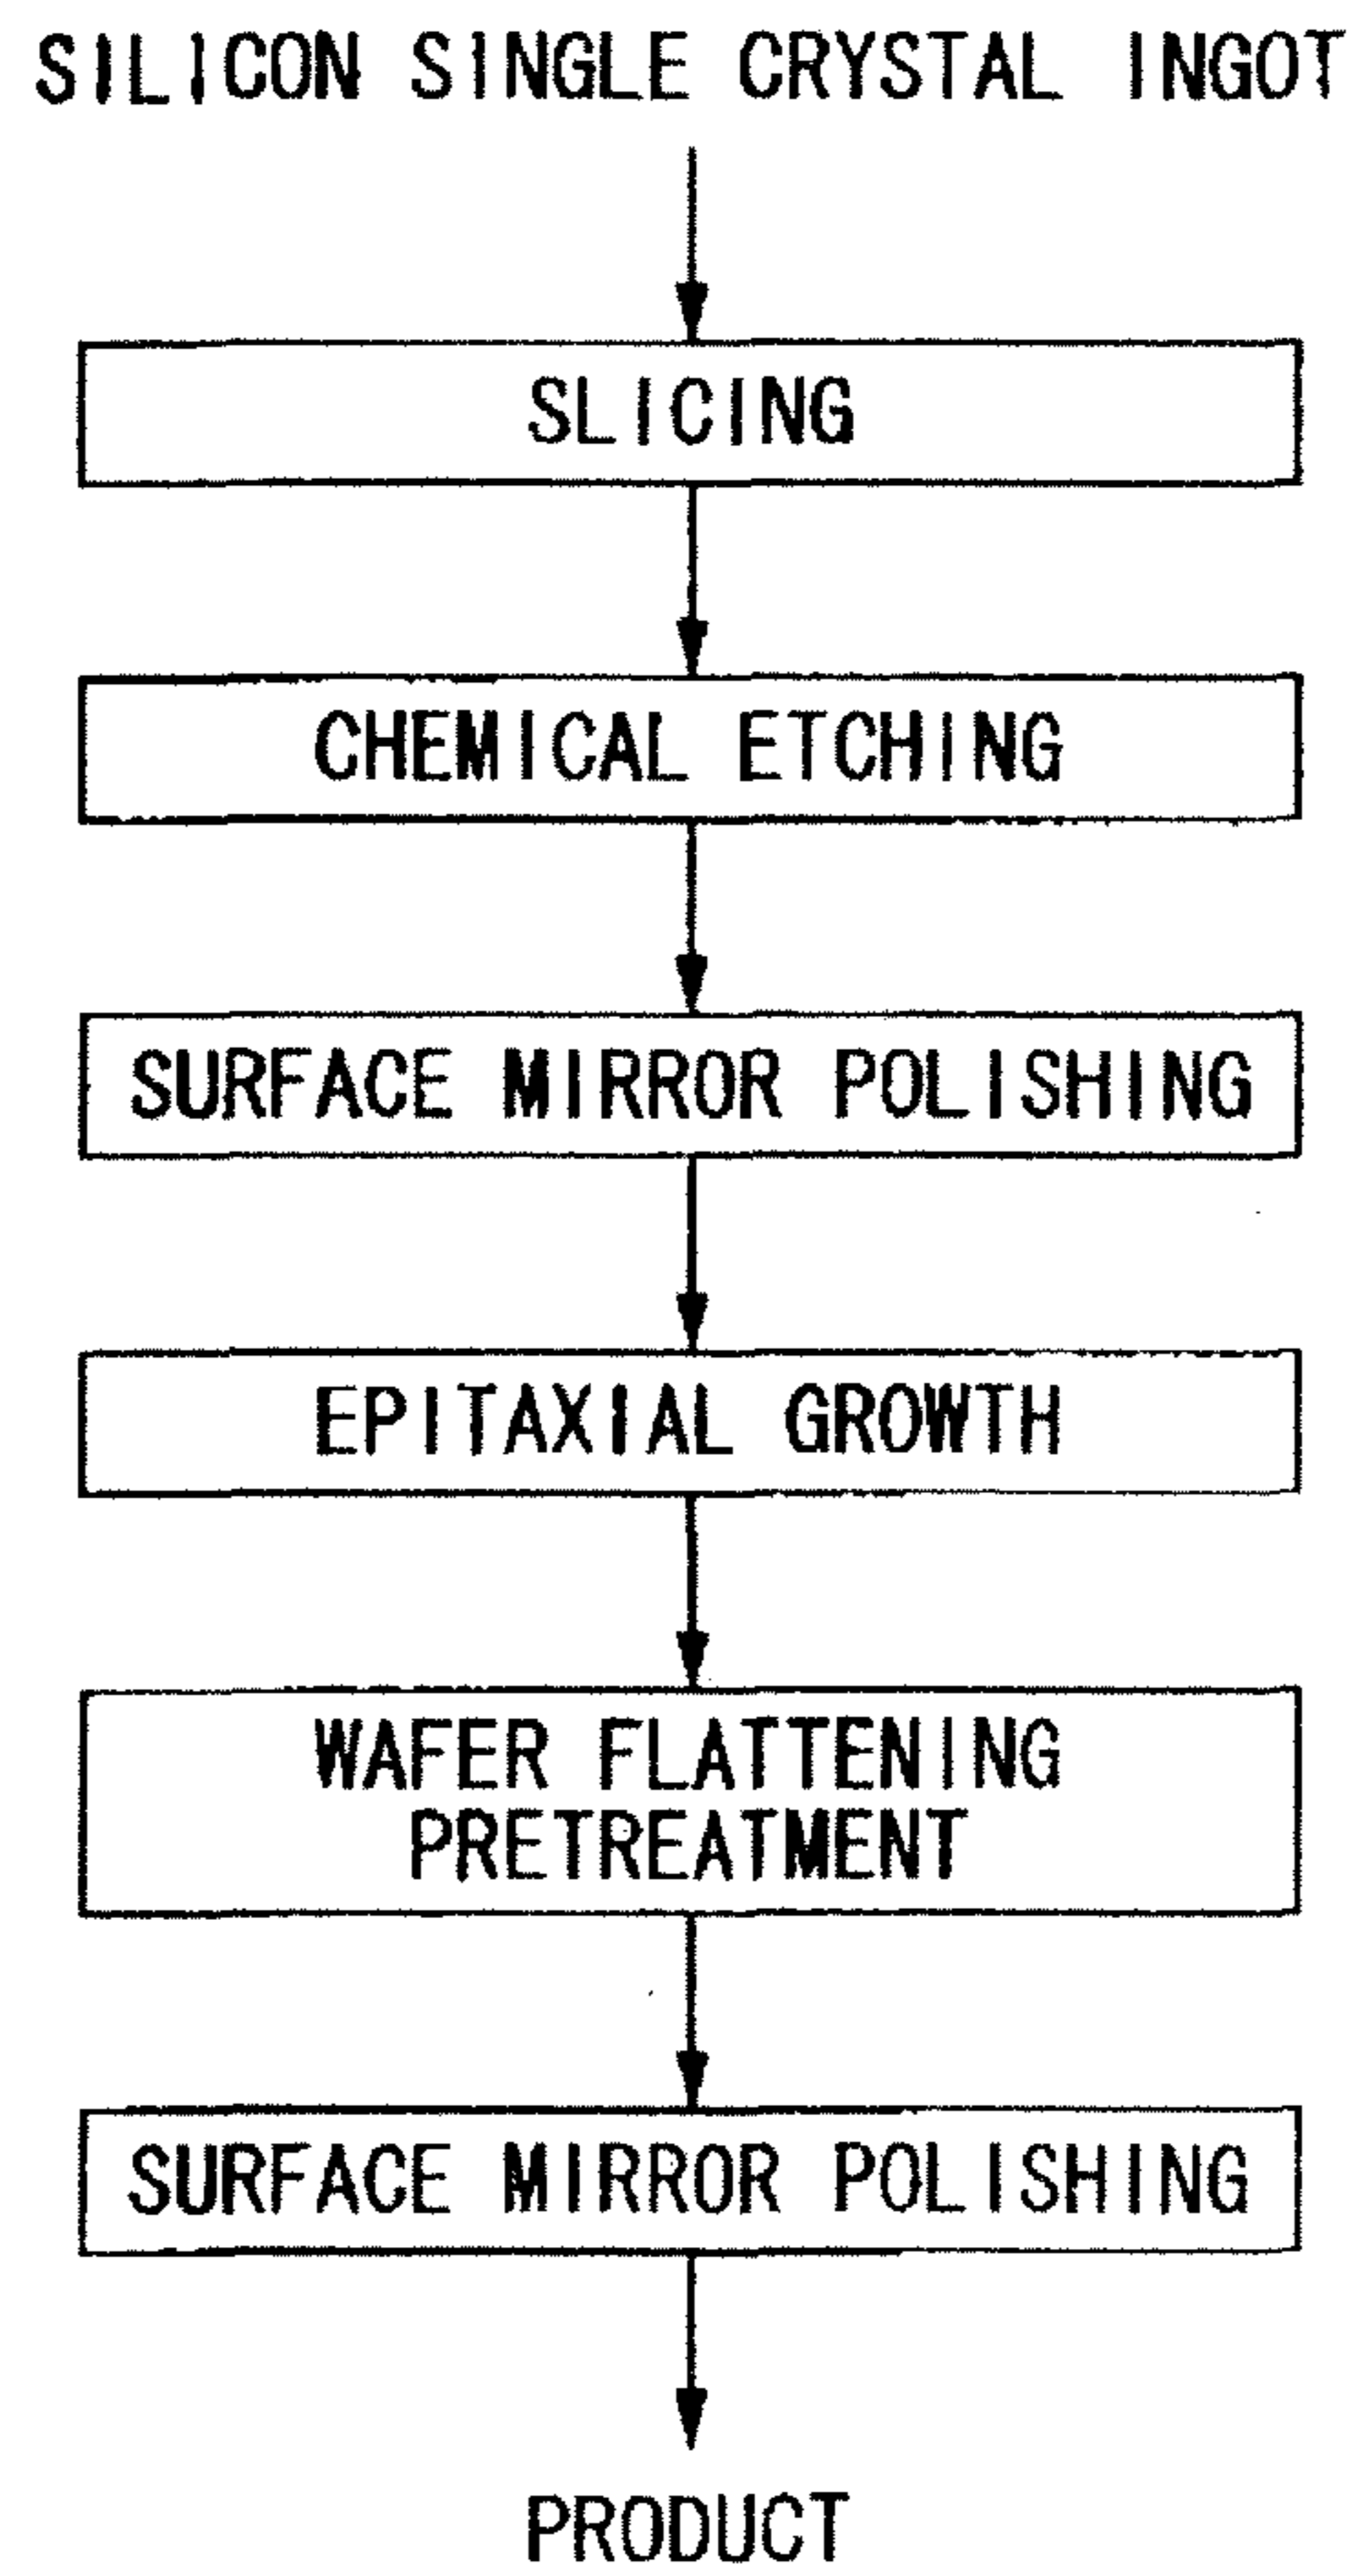 SILICON SINGLE CRYSTAL INGOT
SLICING
CHEMICAL ETCHING
SURFACE MIRROR POLISHING
EPITAXIAL GROWTH
WAFER FLATTENING
PRETREATMENT
SURFACE MIRROR POLISHING
PRODUCT